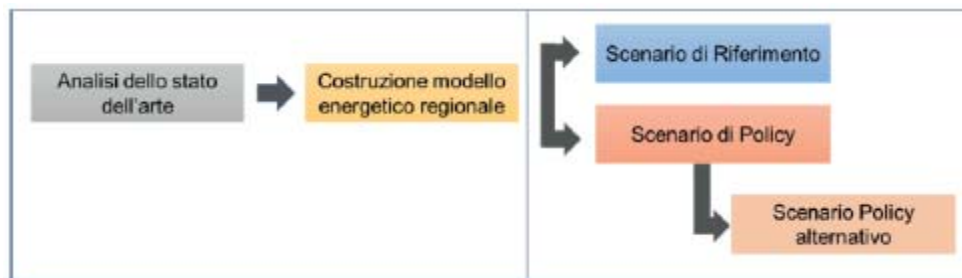 Analisi dello stato
dell'arte
Costruzione modello
energetico regionale
Scenario di Riferimento
Scenario di Policy
Scenario Policy
alternativo